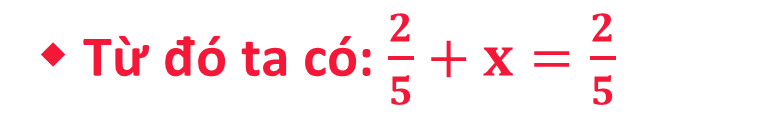 ◆ Từ đó ta có: 2/5 + x = 2/5